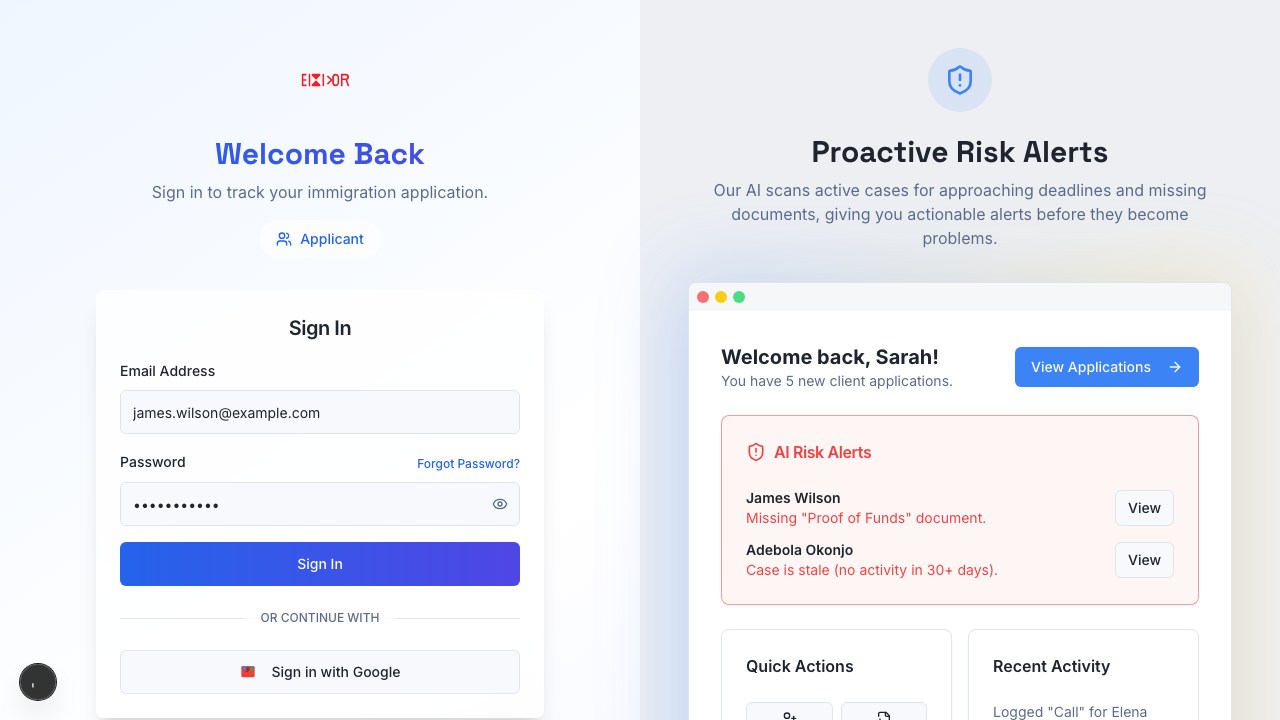 Welcome Back
Sign in to track your immigration application.
Applicant
Sign In
Email Address
james.wilson@example.com
Password
Forgot Password?
Sign In
OR CONTINUE WITH
Sign in with Google
Proactive Risk Alerts
Our AI scans active cases for approaching deadlines and missing
documents, giving you actionable alerts before they become
problems.
Welcome back, Sarah!
You have 5 new client applications.
View Applications
AI Risk Alerts
James Wilson
Missing "Proof of Funds" document.
View
Adebola Okonjo
Case is stale (no activity in 30+ days).
View
Quick Actions
Recent Activity
Logged "Call" for Elena